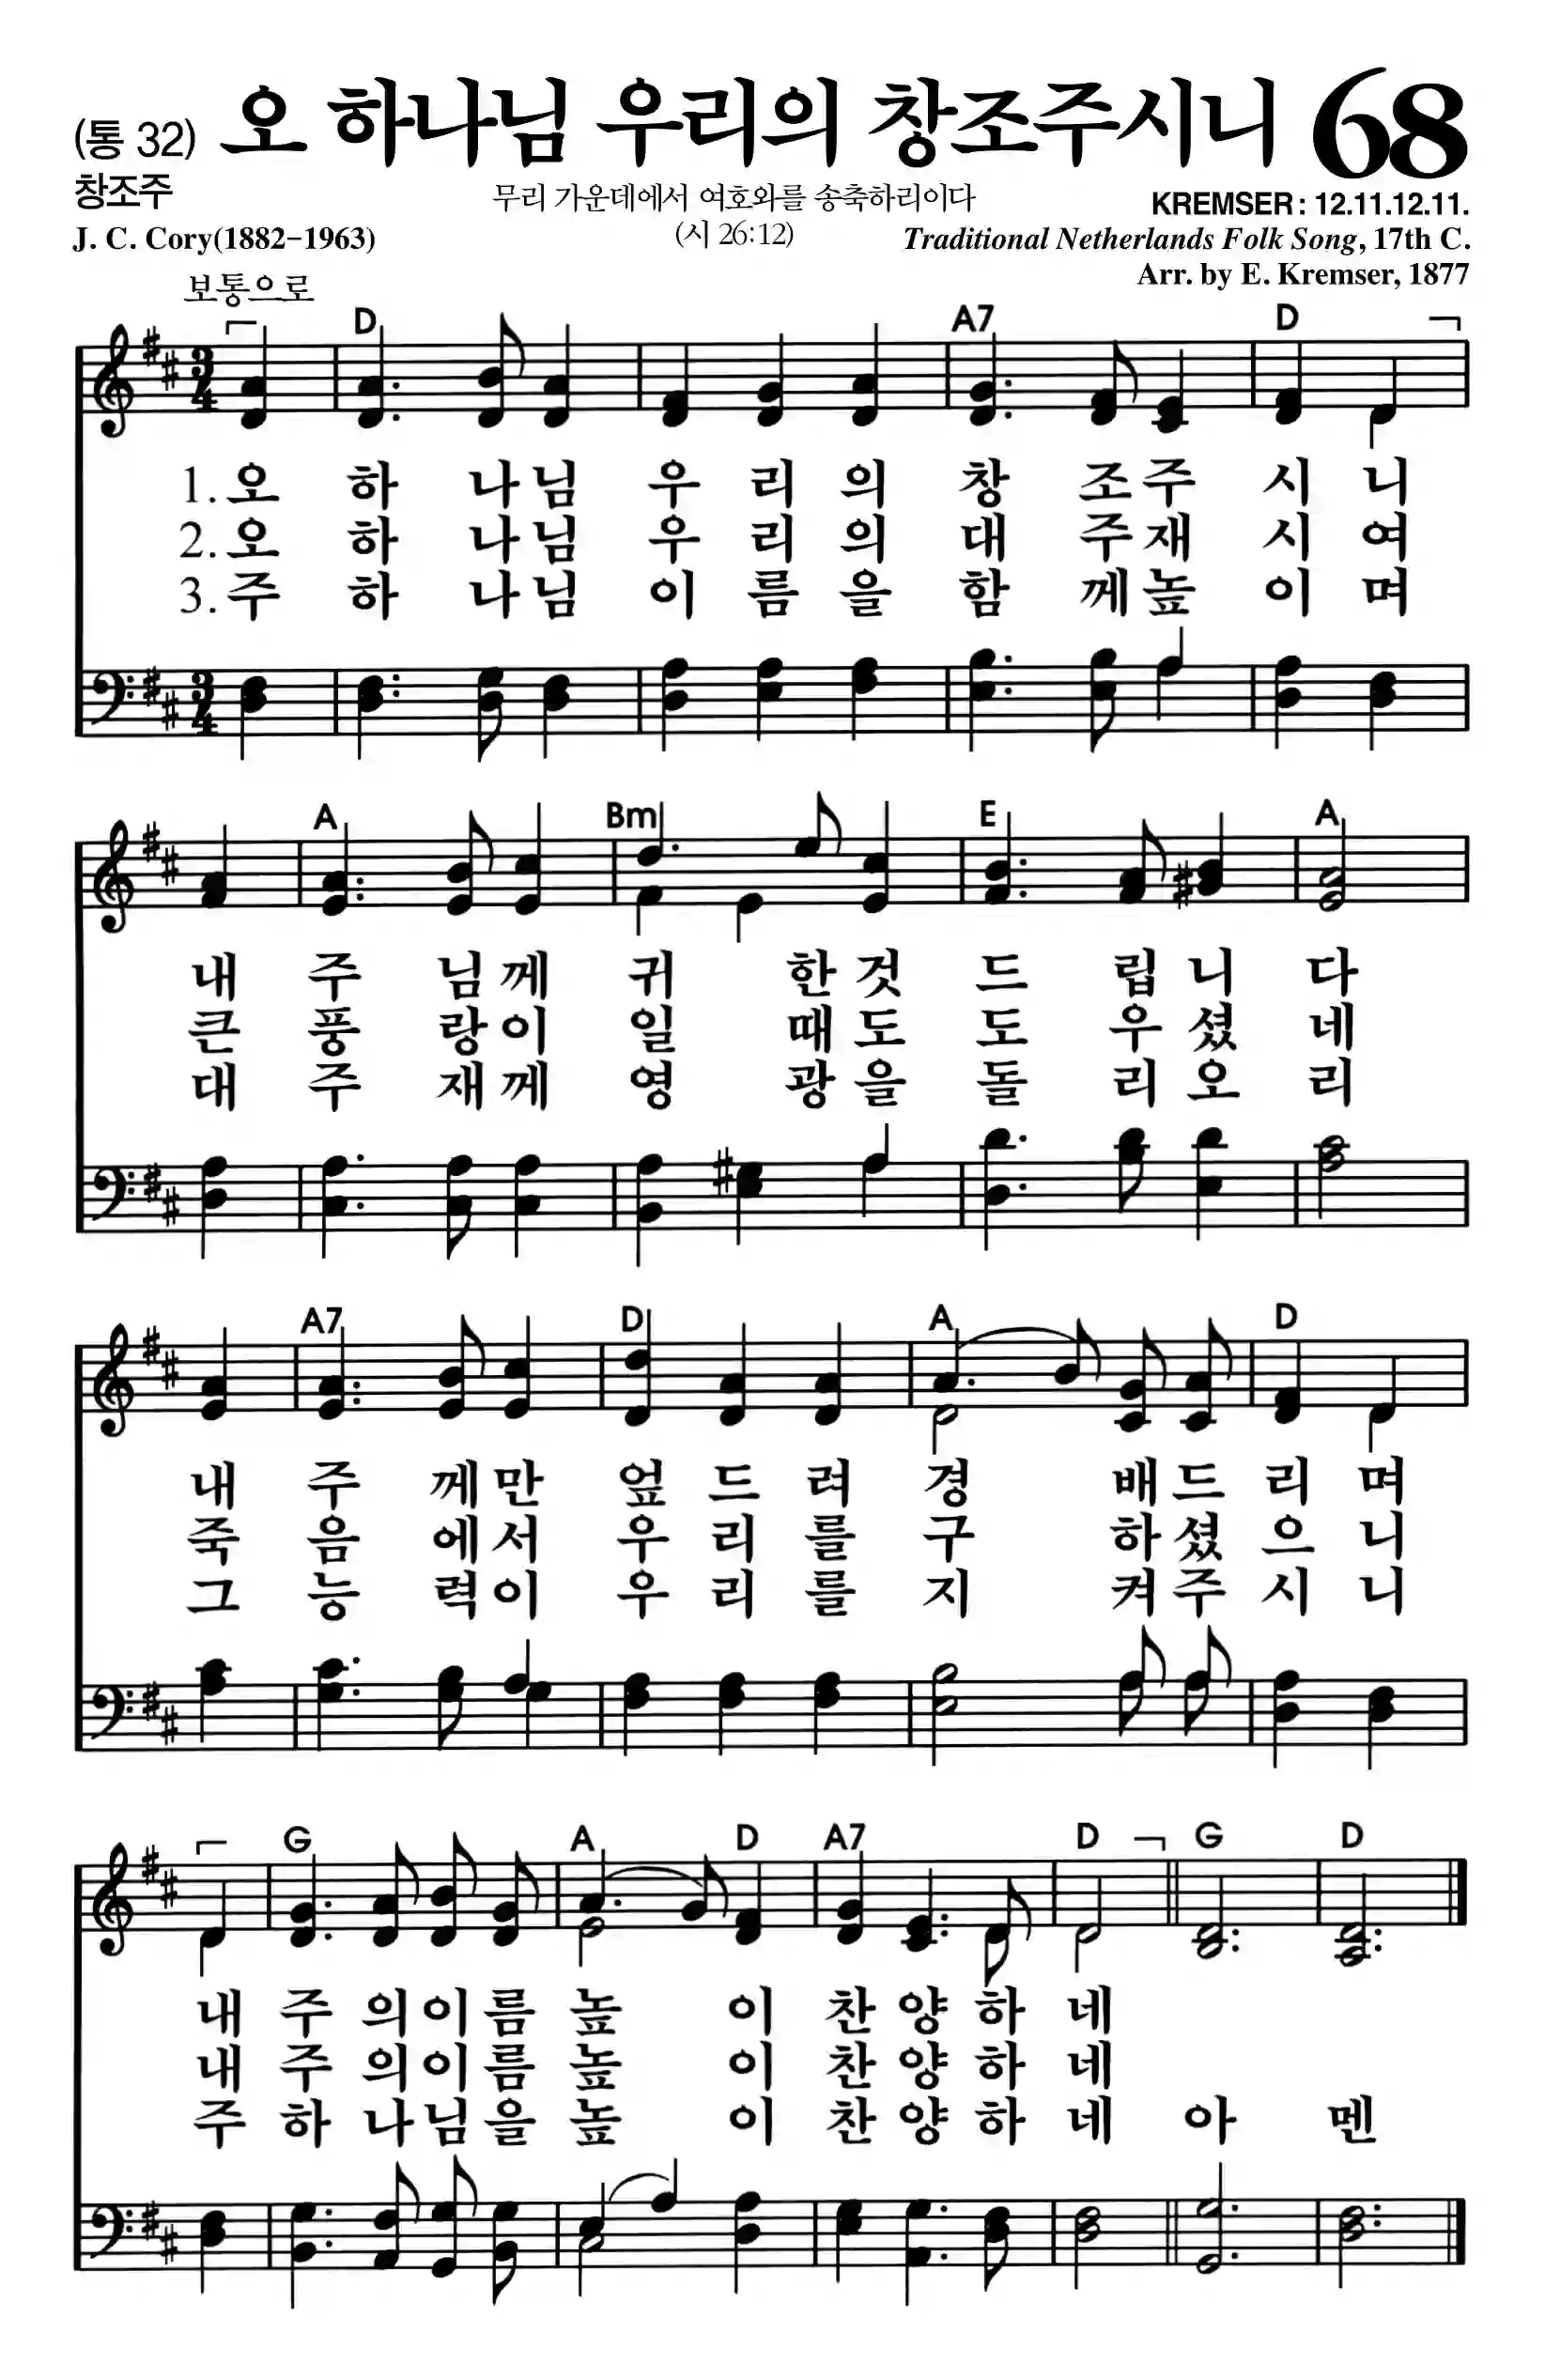 (통 32) 오 하나님 우리의 창조주시니 68
창조주
무리 가운데에서 여호와를 송축하리이다
KREMSER : 12.11.12.11.
J. C. Cory(1882-1963)
(시 26:12)
Traditional Netherlands Folk Song, 17th C.
Arr. by E. Kremser, 1877
보통으로
D A7 D
3/4
1. 오 하 나 님 우 리 의 창 조 주 시 니
2. 오 하 나 님 우 리 의 대 주 재 시 여
3. 주 하 나 님 이 름 을 함 께 높 이 며
3/4
A Bm E A
내 주 님 께 귀 한 것 드 립 니 다
큰 풍 랑 이 일 때 도 도 우 셨 네
대 주 재 께 영 광 을 돌 리 오 리
A7 D A D
내 주 께 만 엎 드 려 경 배 드 리 며
죽 음 에 서 우 리 를 구 하 셨 으 니
그 능 력 이 우 리 를 지 켜 주 시 니
G A D A7 D G D
내 주 의 이 름 높 이 찬 양 하 네
내 주 의 이 름 높 이 찬 양 하 네
주 하 나 님 을 높 이 찬 양 하 네 아 멘